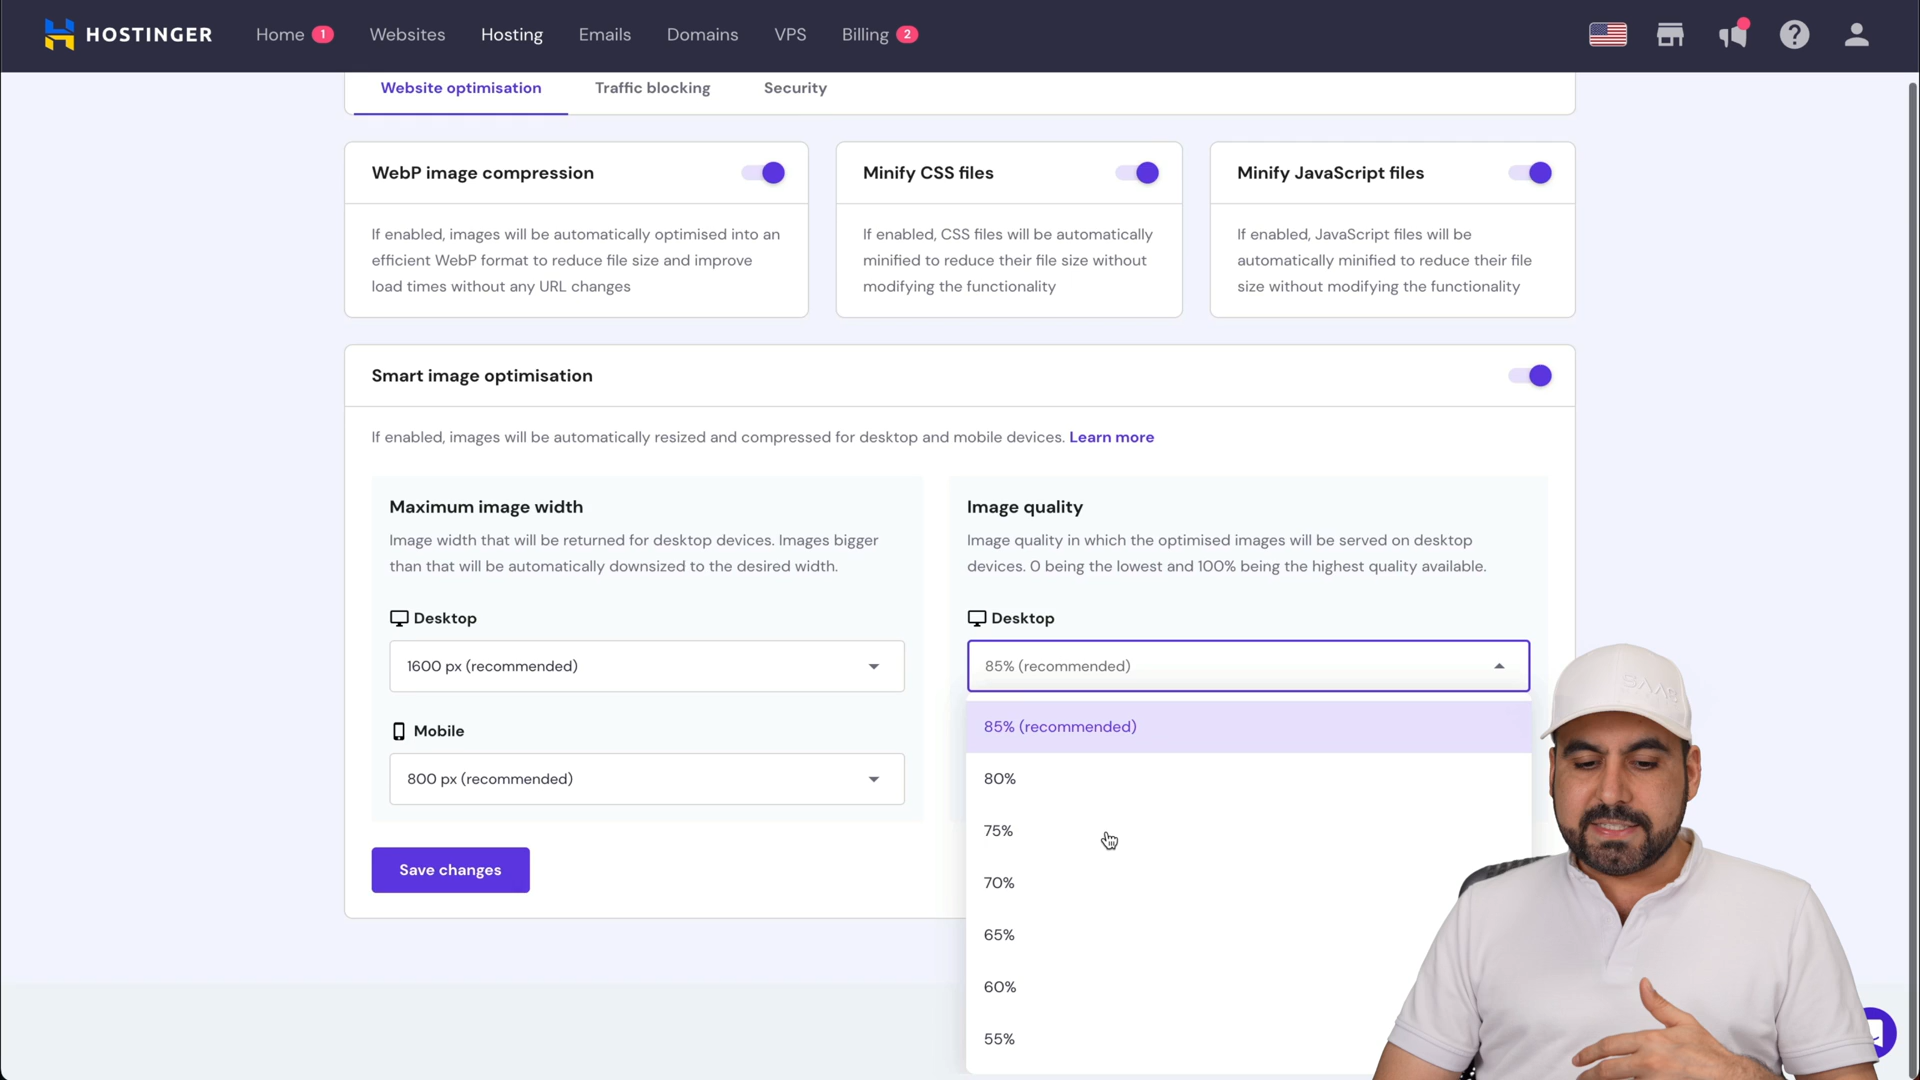 HOSTINGER Home 1 Websites Hosting Emails Domains VPS Billing 2
Website optimisation Traffic blocking Security
WebP image compression
If enabled, images will be automatically optimised into an
efficient WebP format to reduce file size and improve
load times without any URL changes
Minify CSS files
If enabled, CSS files will be automatically
minified to reduce their file size without
modifying the functionality
Minify JavaScript files
If enabled, JavaScript files will be
automatically minified to reduce their file
size without modifying the functionality
Smart image optimisation
If enabled, images will be automatically resized and compressed for desktop and mobile devices. Learn more
Maximum image width
Image width that will be returned for desktop devices. Images bigger
than that will be automatically downsized to the desired width.
Desktop
1600 px (recommended)
Mobile
800 px (recommended)
Save changes
Image quality
Image quality in which the optimised images will be served on desktop
devices. 0 being the lowest and 100% being the highest quality available.
Desktop
85% (recommended)
85% (recommended)
80%
75%
70%
65%
60%
55%
SAAS